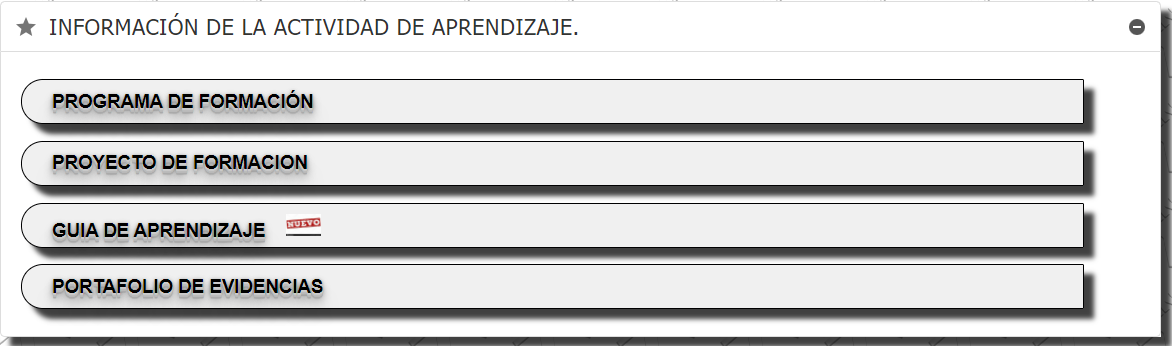 INFORMACIÓN DE LA ACTIVIDAD DE APRENDIZAJE.
PROGRAMA DE FORMACIÓN
PROYECTO DE FORMACION
GUIA DE APRENDIZAJE NUEVO
PORTAFOLIO DE EVIDENCIAS